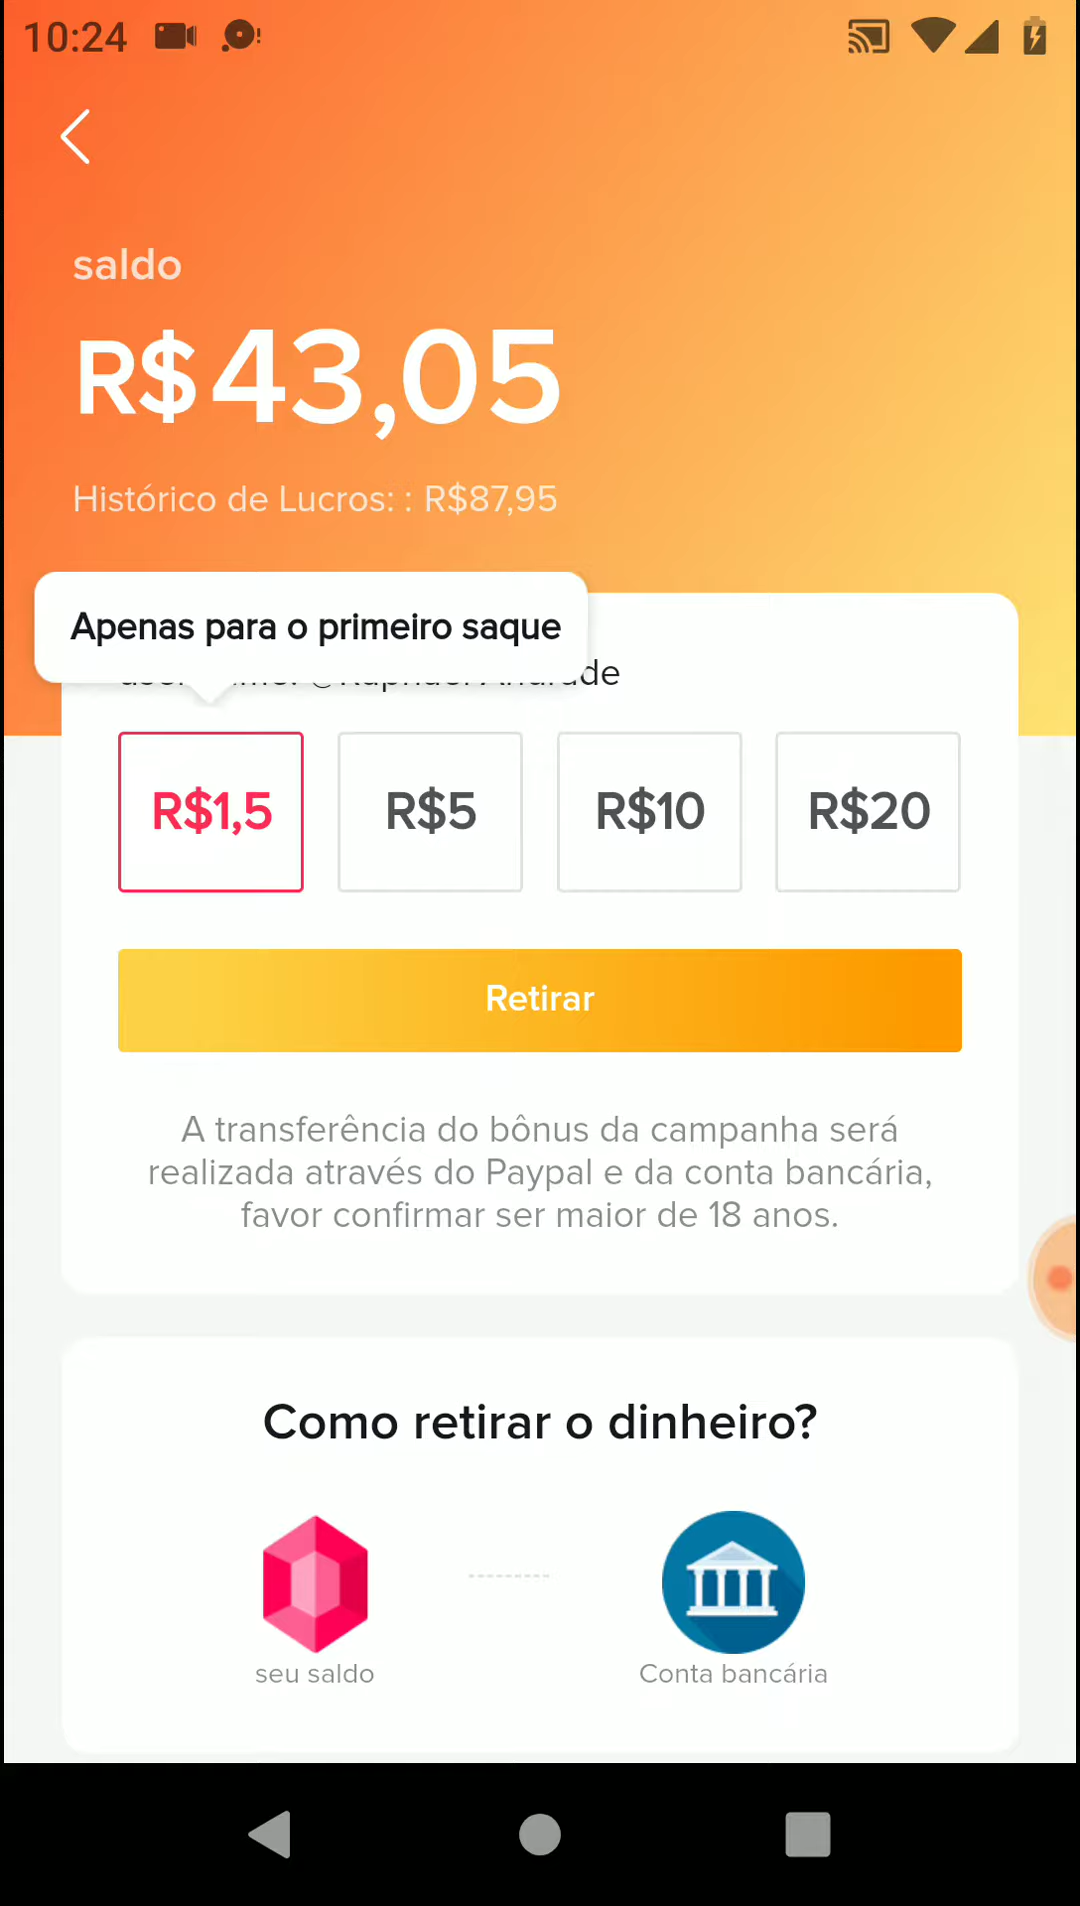 10:24
saldo
R$43,05
Histórico de Lucros: : R$87,95
Apenas para o primeiro saque
R$1,5
R$5
R$10
R$20
Retirar
A transferência do bônus da campanha será
realizada através do Paypal e da conta bancária,
favor confirmar ser maior de 18 anos.
Como retirar o dinheiro?
seu saldo
Conta bancária